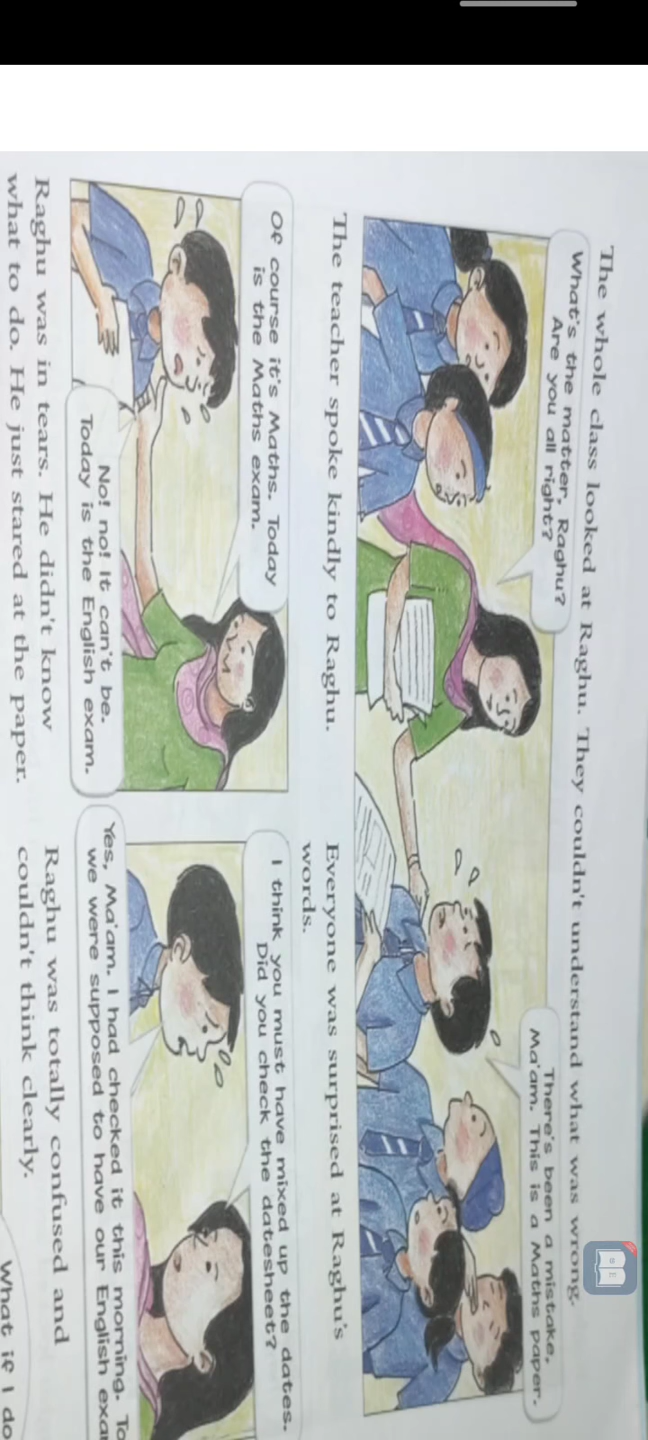 The whole class looked at Raghu. They couldn't understand what was wrong.
What's the matter, Raghu?
Are you all right?
There's been a mistake,
Ma'am. This is a Maths paper.
The teacher spoke kindly to Raghu.
Everyone was surprised at Raghu's
words.
Of course it's Maths. Today
is the Maths exam.
No! no! It can't be.
Today is the English exam.
I think you must have mixed up the dates.
Did you check the datesheet?
Yes, Ma'am. I had checked it this morning. To
we were supposed to have our English exa
Raghu was in tears. He didn't know
what to do. He just stared at the paper.
Raghu was totally confused and
couldn't think clearly.
What if I do